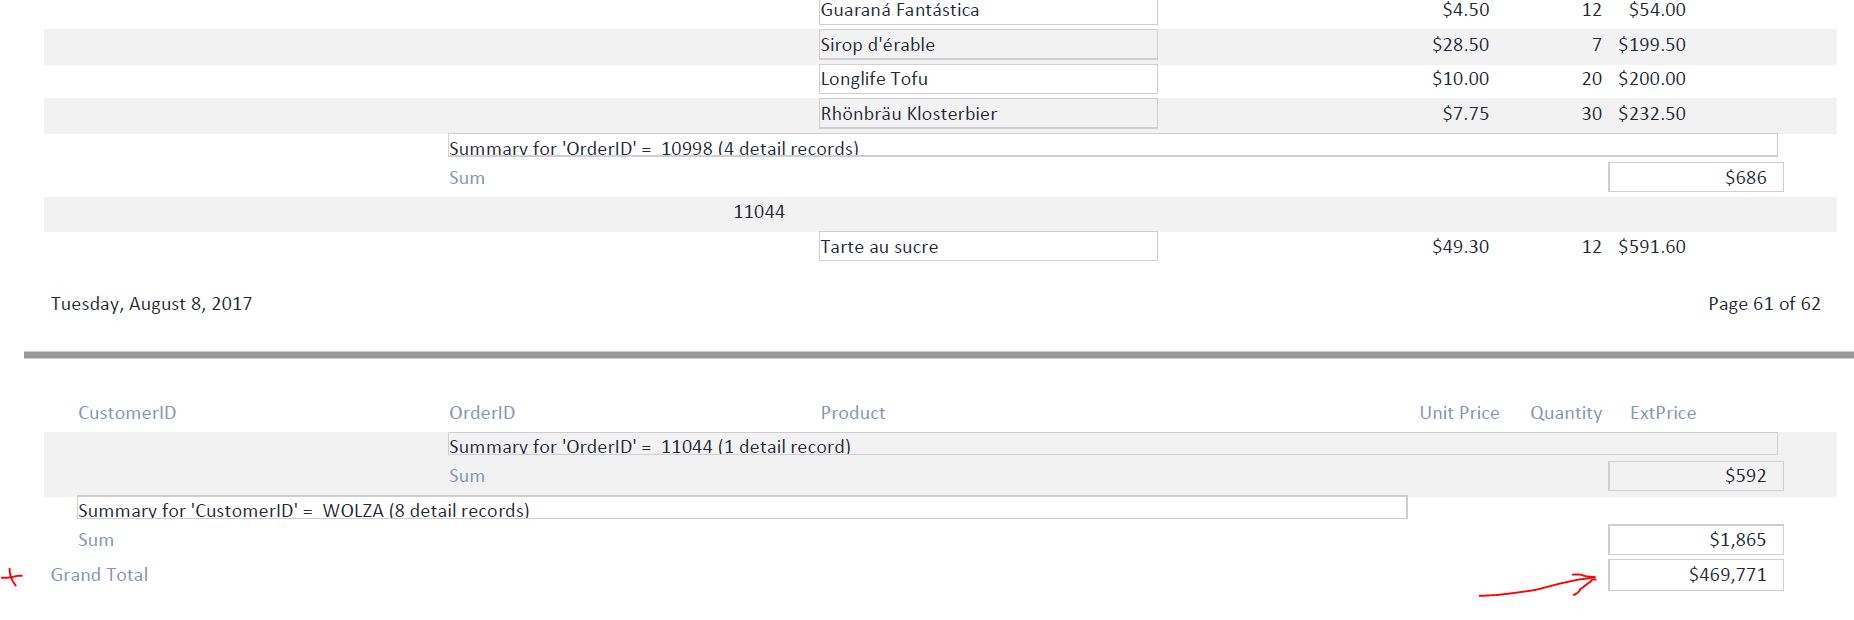 Guaraná Fantástica $4.50 12 $54.00
Sirop d'érable $28.50 7 $199.50
Longlife Tofu $10.00 20 $200.00
Rhönbräu Klosterbier $7.75 30 $232.50
Summary for 'OrderID' = 10998 (4 detail records)
Sum $686
11044
Tarte au sucre $49.30 12 $591.60
Tuesday, August 8, 2017 Page 61 of 62
CustomerID OrderID Product Unit Price Quantity ExtPrice
Summary for 'OrderID' = 11044 (1 detail record)
Sum $592
Summary for 'CustomerID' = WOLZA (8 detail records)
Sum $1,865
Grand Total $469,771